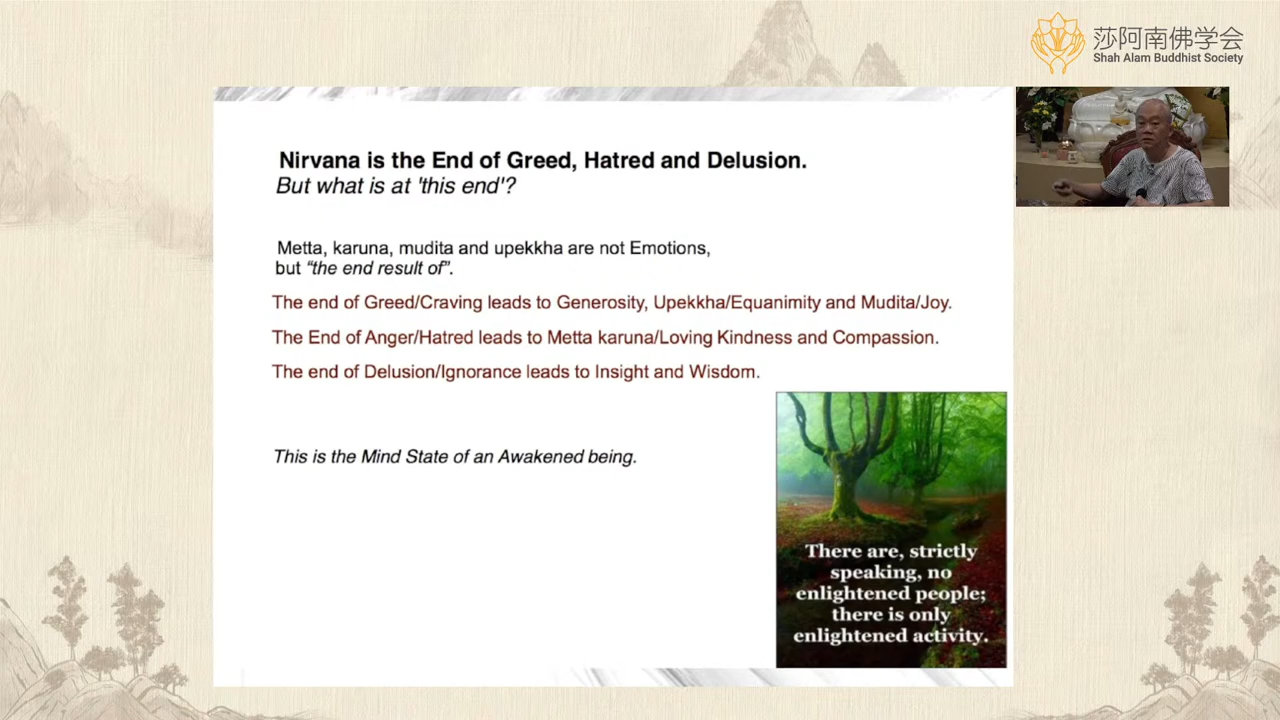 莎阿南佛学会
Shah Alam Buddhist Society
Nirvana is the End of Greed, Hatred and Delusion.
But what is at 'this end'?
Metta, karuna, mudita and upekkha are not Emotions,
but “the end result of”.
The end of Greed/Craving leads to Generosity, Upekkha/Equanimity and Mudita/Joy.
The End of Anger/Hatred leads to Metta karuna/Loving Kindness and Compassion.
The end of Delusion/Ignorance leads to Insight and Wisdom.
This is the Mind State of an Awakened being.
There are, strictly
speaking, no
enlightened people;
there is only
enlightened activity.